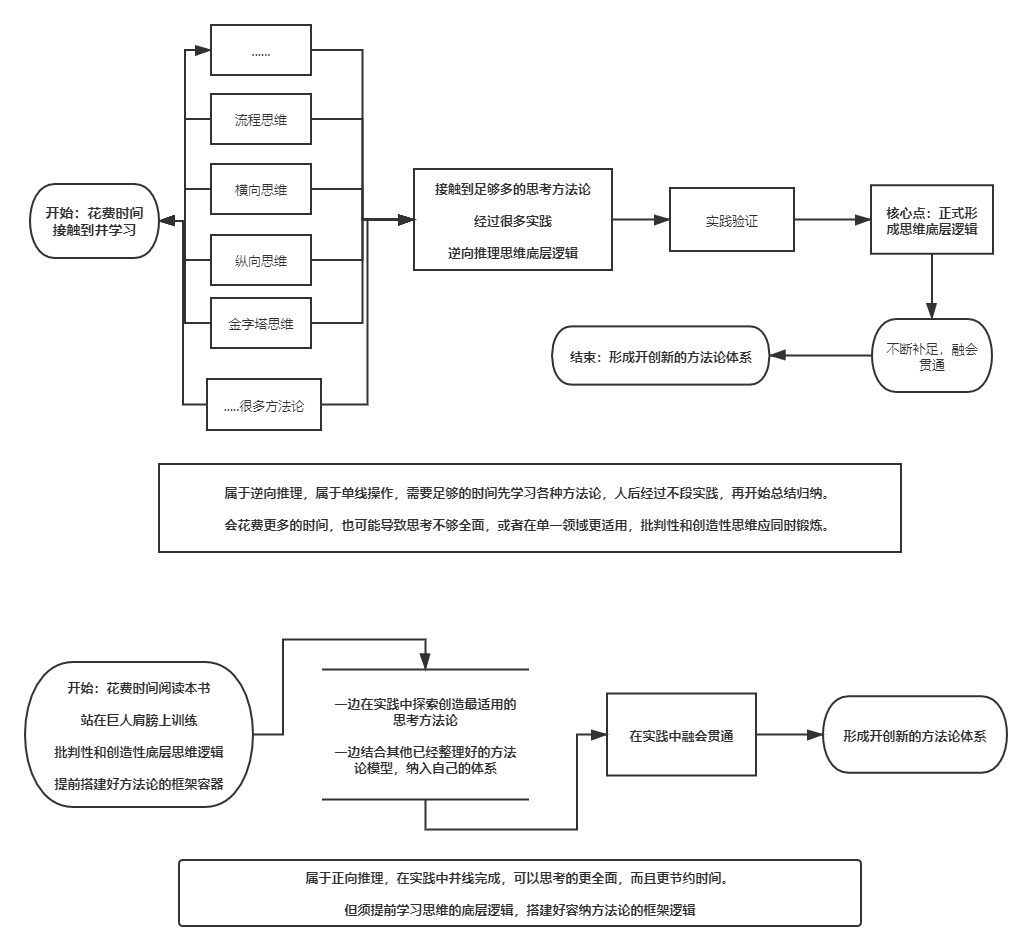 ......
流程思维
横向思维
纵向思维
金字塔思维
.....很多方法论
开始：花费时间
接触到并学习
接触到足够多的思考方法论
经过很多实践
逆向推理思维底层逻辑
实践验证
核心点：正式形
成思维底层逻辑
不断补足，融会
贯通
结束：形成开创新的方法论体系
属于逆向推理，属于单线操作，需要足够的时间先学习各种方法论，人后经过不段实践，再开始总结归纳。
会花费更多的时间，也可能导致思考不够全面，或者在单一领域更适用，批判性和创造性思维应同时锻炼。
开始：花费时间阅读本书
站在巨人肩膀上训练
批判性和创造性底层思维逻辑
提前搭建好方法论的框架容器
一边在实践中探索创造最适用的
思考方法论
一边结合其他已经整理好的方法
论模型，纳入自己的体系
在实践中融会贯通
形成开创新的方法论体系
属于正向推理，在实践中并线完成，可以思考的更全面，而且更节约时间。
但须提前学习思维的底层逻辑，搭建好容纳方法论的框架逻辑